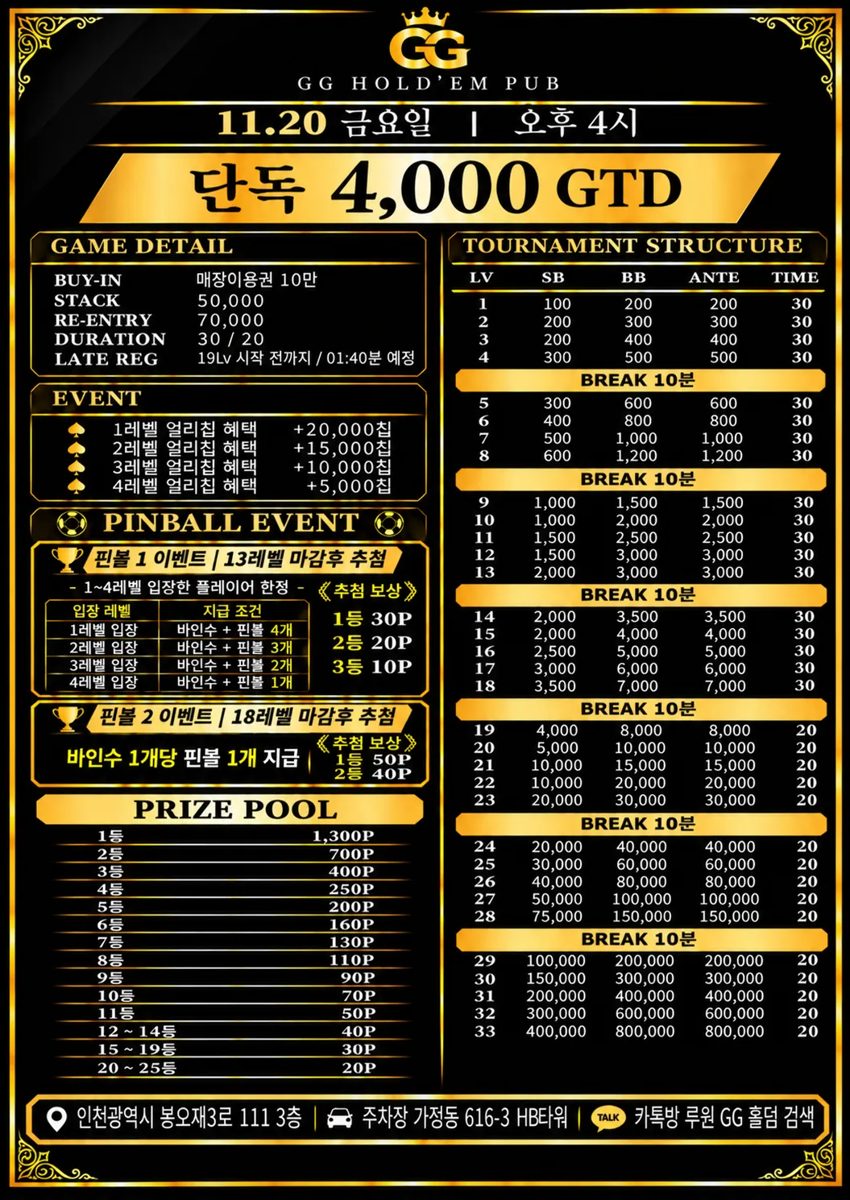 GG
GG HOLD'EM PUB
11.20 금요일 | 오후 4시
단독 4,000 GTD
GAME DETAIL
BUY-IN 매장이용권 10만
STACK 50,000
RE-ENTRY 70,000
DURATION 30 / 20
LATE REG 19Lv 시작 전까지 / 01:40분 예정
EVENT
1레벨 얼리칩 혜택 +20,000칩
2레벨 얼리칩 혜택 +15,000칩
3레벨 얼리칩 혜택 +10,000칩
4레벨 얼리칩 혜택 +5,000칩
PINBALL EVENT
핀볼 1 이벤트 | 13레벨 마감후 추첨
- 1~4레벨 입장한 플레이어 한정 -
입장 레벨 지급 조건
1레벨 입장 바인수 + 핀볼 4개
2레벨 입장 바인수 + 핀볼 3개
3레벨 입장 바인수 + 핀볼 2개
4레벨 입장 바인수 + 핀볼 1개
《추첨 보상》
1등 30P
2등 20P
3등 10P
핀볼 2 이벤트 | 18레벨 마감후 추첨
바인수 1개당 핀볼 1개 지급
《추첨 보상》
1등 50P
2등 40P
PRIZE POOL
1등 1,300P
2등 700P
3등 400P
4등 250P
5등 200P
6등 160P
7등 130P
8등 110P
9등 90P
10등 70P
11등 50P
12 ~ 14등 40P
15 ~ 19등 30P
20 ~ 25등 20P
TOURNAMENT STRUCTURE
LV SB BB ANTE TIME
1 100 200 200 30
2 200 300 300 30
3 200 400 400 30
4 300 500 500 30
BREAK 10분
5 300 600 600 30
6 400 800 800 30
7 500 1,000 1,000 30
8 600 1,200 1,200 30
BREAK 10분
9 1,000 1,500 1,500 30
10 1,000 2,000 2,000 30
11 1,500 2,500 2,500 30
12 1,500 3,000 3,000 30
13 2,000 3,000 3,000 30
BREAK 10분
14 2,000 3,500 3,500 30
15 2,000 4,000 4,000 30
16 2,500 5,000 5,000 30
17 3,000 6,000 6,000 30
18 3,500 7,000 7,000 30
BREAK 10분
19 4,000 8,000 8,000 20
20 5,000 10,000 10,000 20
21 10,000 15,000 15,000 20
22 10,000 20,000 20,000 20
23 20,000 30,000 30,000 20
BREAK 10분
24 20,000 40,000 40,000 20
25 30,000 60,000 60,000 20
26 40,000 80,000 80,000 20
27 50,000 100,000 100,000 20
28 75,000 150,000 150,000 20
BREAK 10분
29 100,000 200,000 200,000 20
30 150,000 300,000 300,000 20
31 200,000 400,000 400,000 20
32 300,000 600,000 600,000 20
33 400,000 800,000 800,000 20
인천광역시 봉오재3로 111 3층 | 주차장 가정동 616-3 HB타워 | TALK 카톡방 루원 GG 홀덤 검색